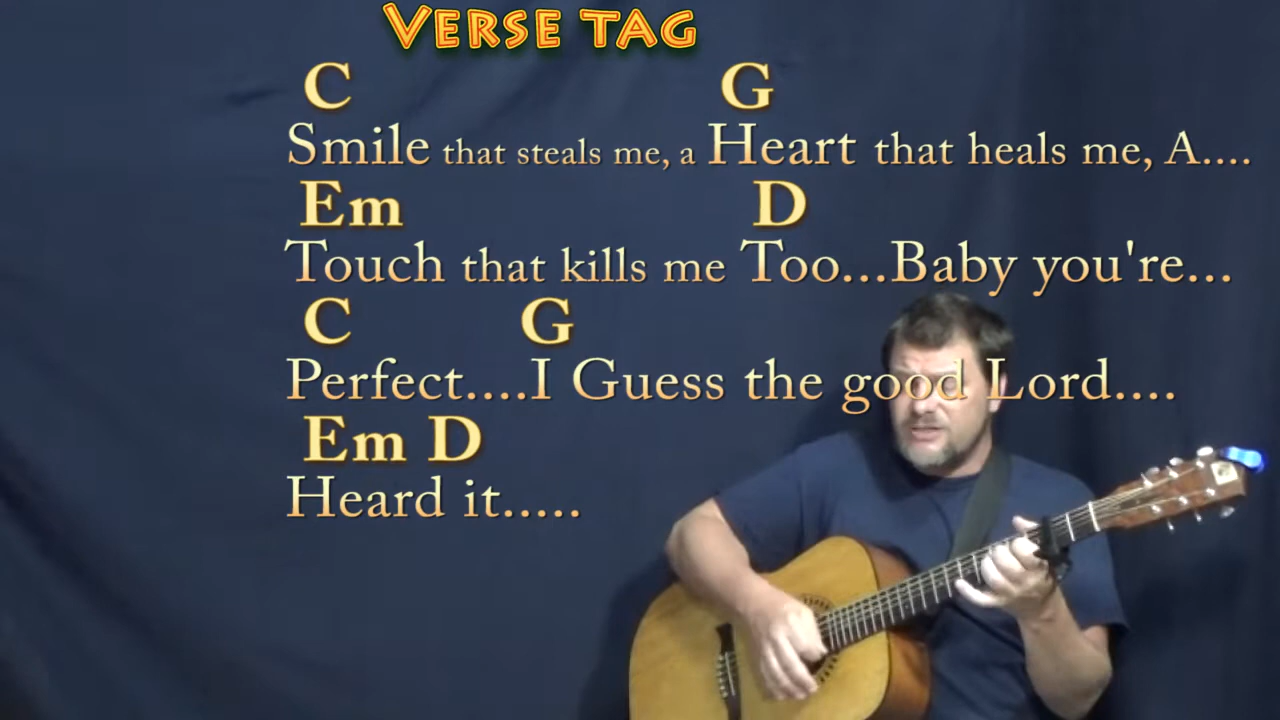 VERSE TAG
C G
Smile that steals me, a Heart that heals me, A....
Em D
Touch that kills me Too...Baby you're...
C G
Perfect....I Guess the good Lord....
Em D
Heard it.....